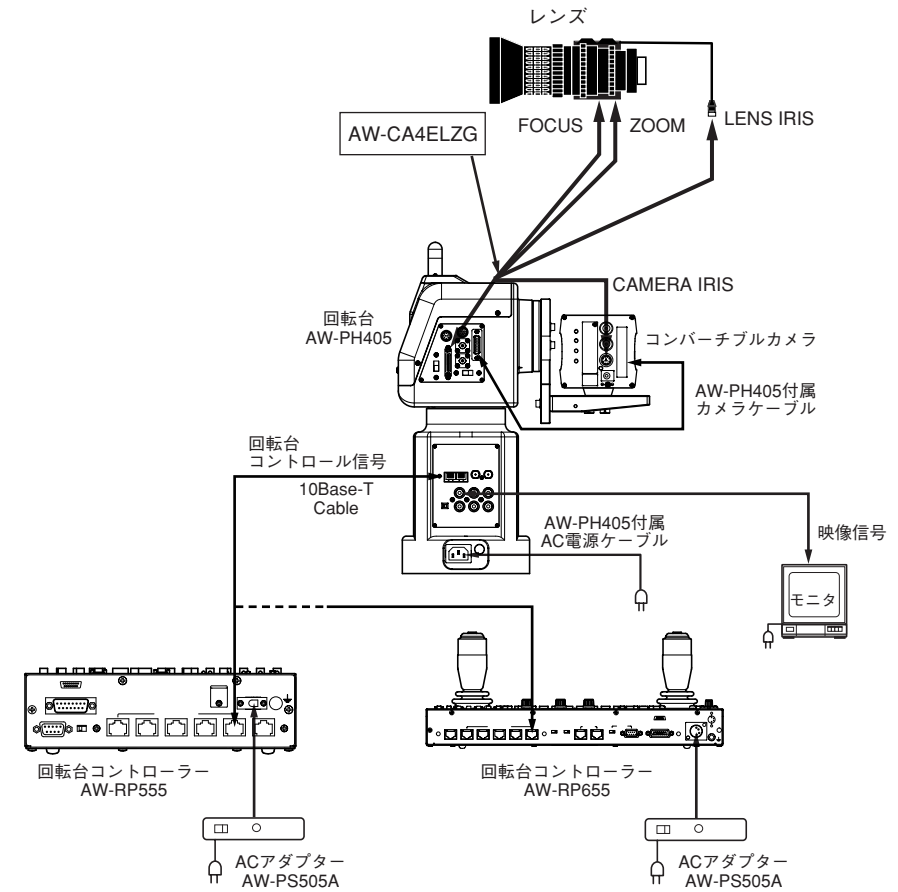 レンズ
FOCUS
ZOOM
LENS IRIS
AW-CA4ELZG
CAMERA IRIS
回転台
AW-PH405
コンバーチブルカメラ
AW-PH405付属
カメラケーブル
回転台
コントロール信号
10Base-T
Cable
AW-PH405付属
AC電源ケーブル
映像信号
モニタ
回転台コントローラー
AW-RP555
回転台コントローラー
AW-RP655
ACアダプター
AW-PS505A
ACアダプター
AW-PS505A